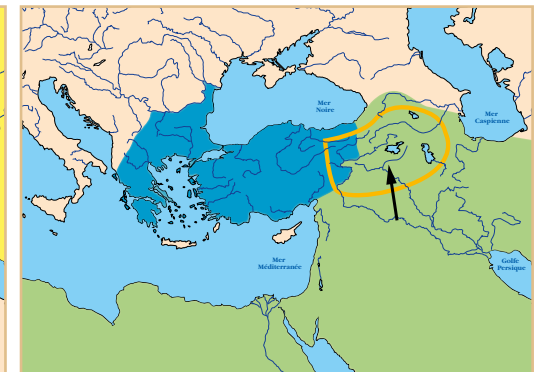 Mer
Noire
Mer
Caspienne
Mer
Méditerranée
Golfe
Persique